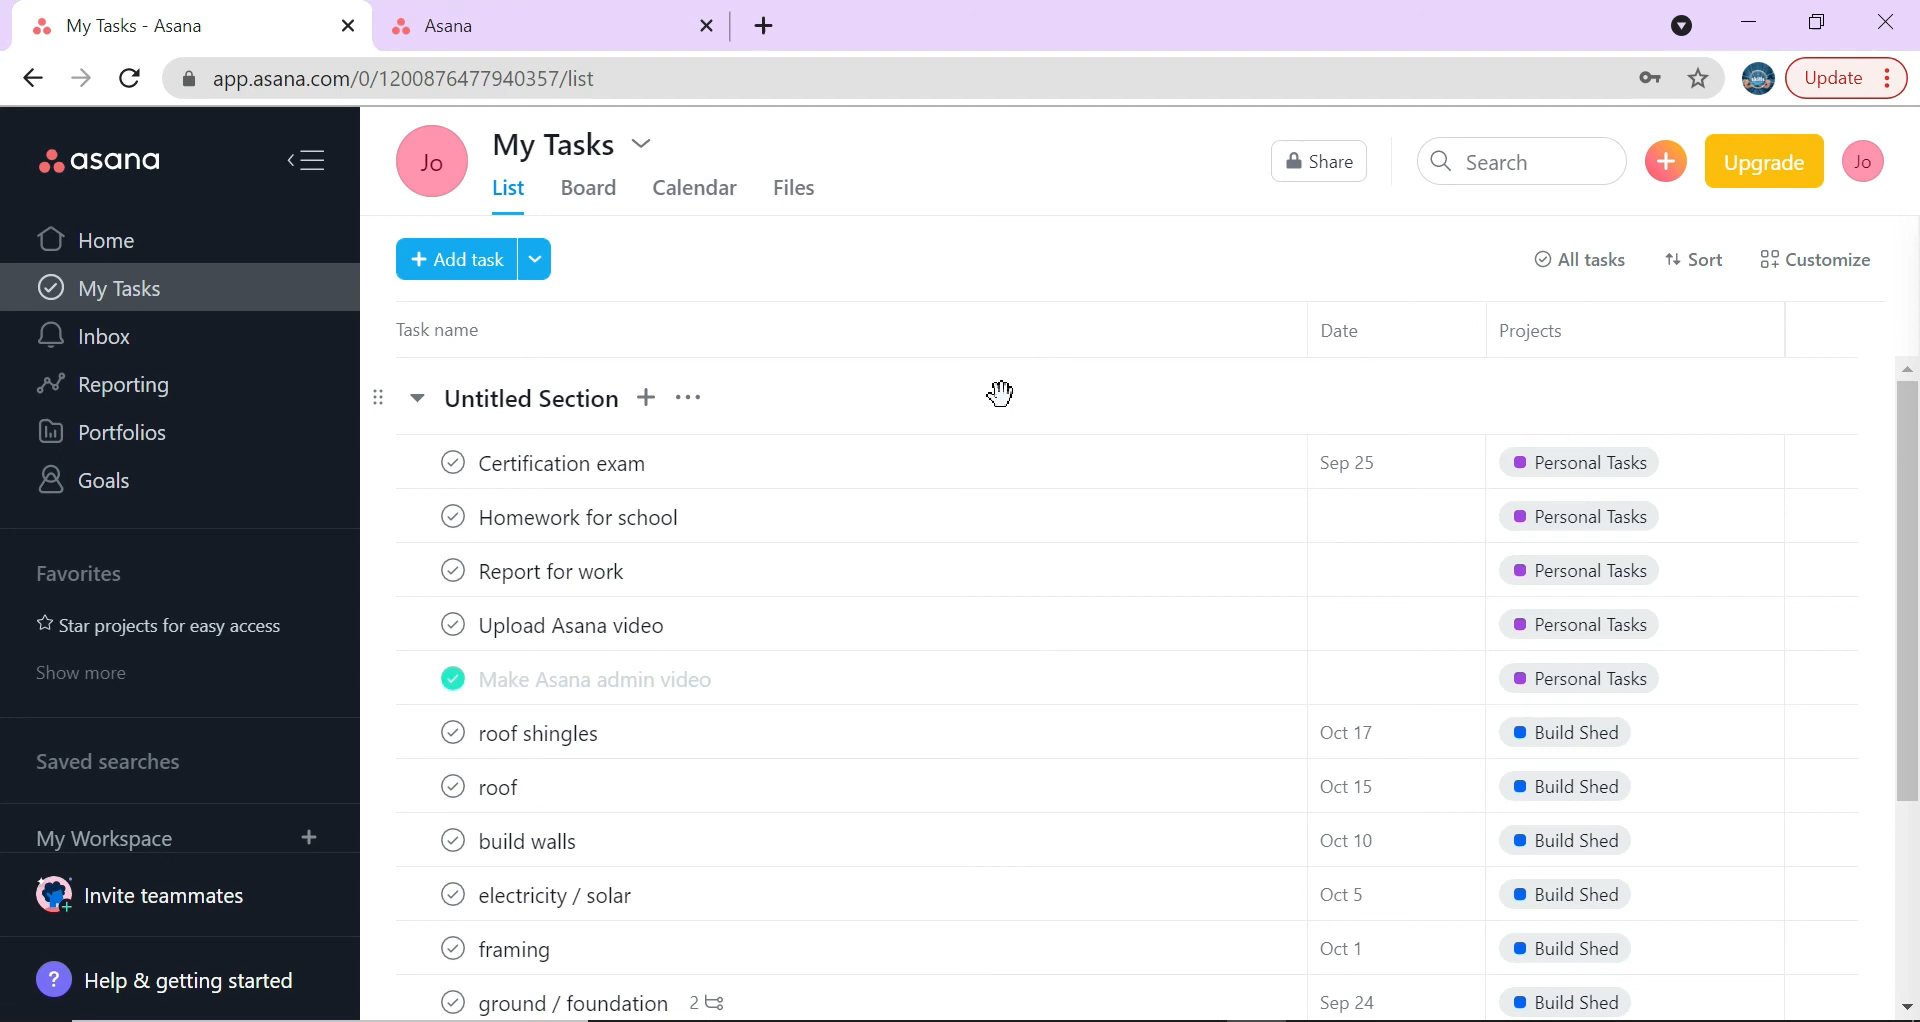 My Tasks - Asana
Asana
app.asana.com/0/1200876477940357/list
Update
asana
Jo
My Tasks
List Board Calendar Files
Share
Search
Upgrade
Jo
Home
My Tasks
Inbox
Reporting
Portfolios
Goals
Favorites
Star projects for easy access
Show more
Saved searches
My Workspace +
Invite teammates
? Help & getting started
+ Add task
All tasks Sort Customize
Task name Date Projects
Untitled Section + ...
Certification exam Sep 25 Personal Tasks
Homework for school Personal Tasks
Report for work Personal Tasks
Upload Asana video Personal Tasks
Make Asana admin video Personal Tasks
roof shingles Oct 17 Build Shed
roof Oct 15 Build Shed
build walls Oct 10 Build Shed
electricity / solar Oct 5 Build Shed
framing Oct 1 Build Shed
ground / foundation 2 Sep 24 Build Shed